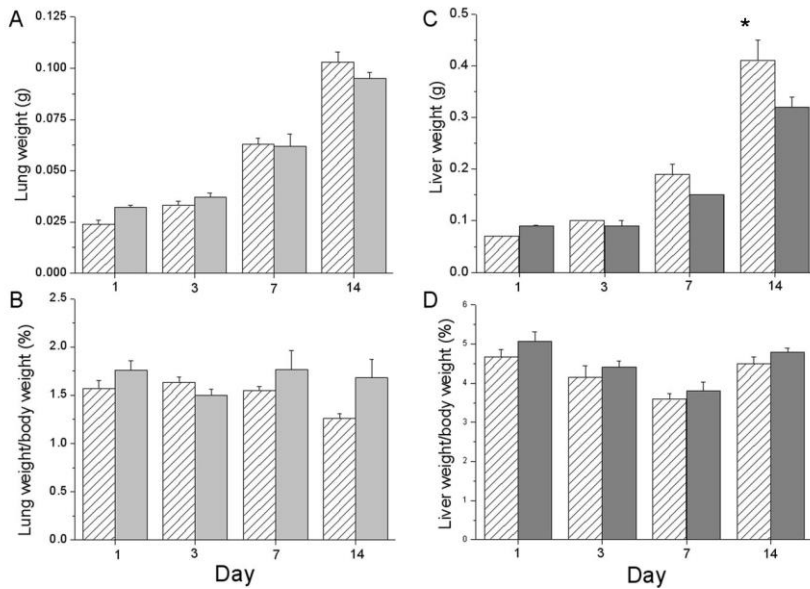 A
Lung weight (g)
0.125
0.100
0.075
0.050
0.025
0.000
1 3 7 14
B
Lung weight/body weight (%)
2.5
2.0
1.5
1.0
0.5
0.0
1 3 7 14
Day
C
Liver weight (g)
0.5
0.4
0.3
0.2
0.1
0.0
*
1 3 7 14
D
Liver weight/body weight (%)
6
5
4
3
2
1
0
1 3 7 14
Day